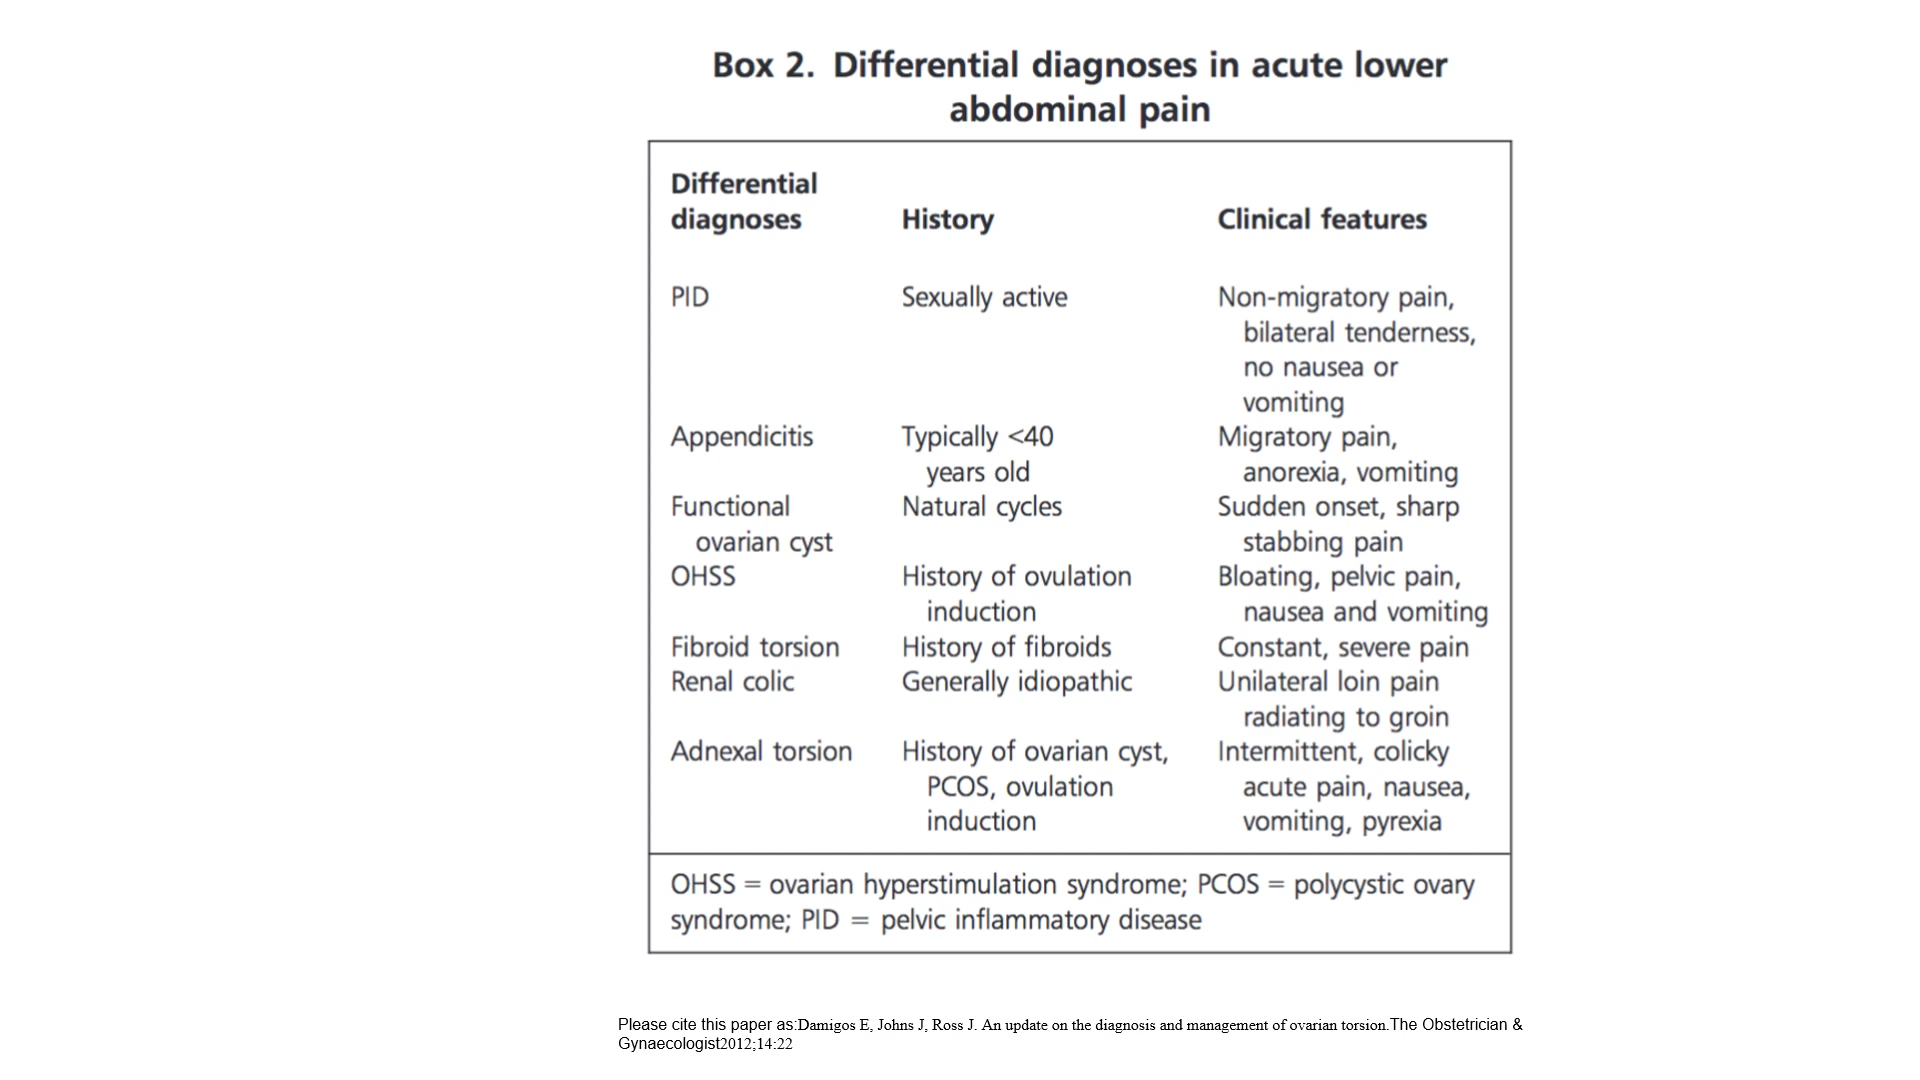 Box 2. Differential diagnoses in acute lower
abdominal pain
Differential
diagnoses History Clinical features
PID Sexually active Non-migratory pain,
bilateral tenderness,
no nausea or
vomiting
Appendicitis Typically <40 Migratory pain,
years old anorexia, vomiting
Functional Natural cycles Sudden onset, sharp
ovarian cyst stabbing pain
OHSS History of ovulation Bloating, pelvic pain,
induction nausea and vomiting
Fibroid torsion History of fibroids Constant, severe pain
Renal colic Generally idiopathic Unilateral loin pain
radiating to groin
Adnexal torsion History of ovarian cyst, Intermittent, colicky
PCOS, ovulation acute pain, nausea,
induction vomiting, pyrexia
OHSS = ovarian hyperstimulation syndrome; PCOS = polycystic ovary
syndrome; PID = pelvic inflammatory disease
Please cite this paper as:Damigos E, Johns J, Ross J. An update on the diagnosis and management of ovarian torsion.The Obstetrician &
Gynaecologist2012;14:22